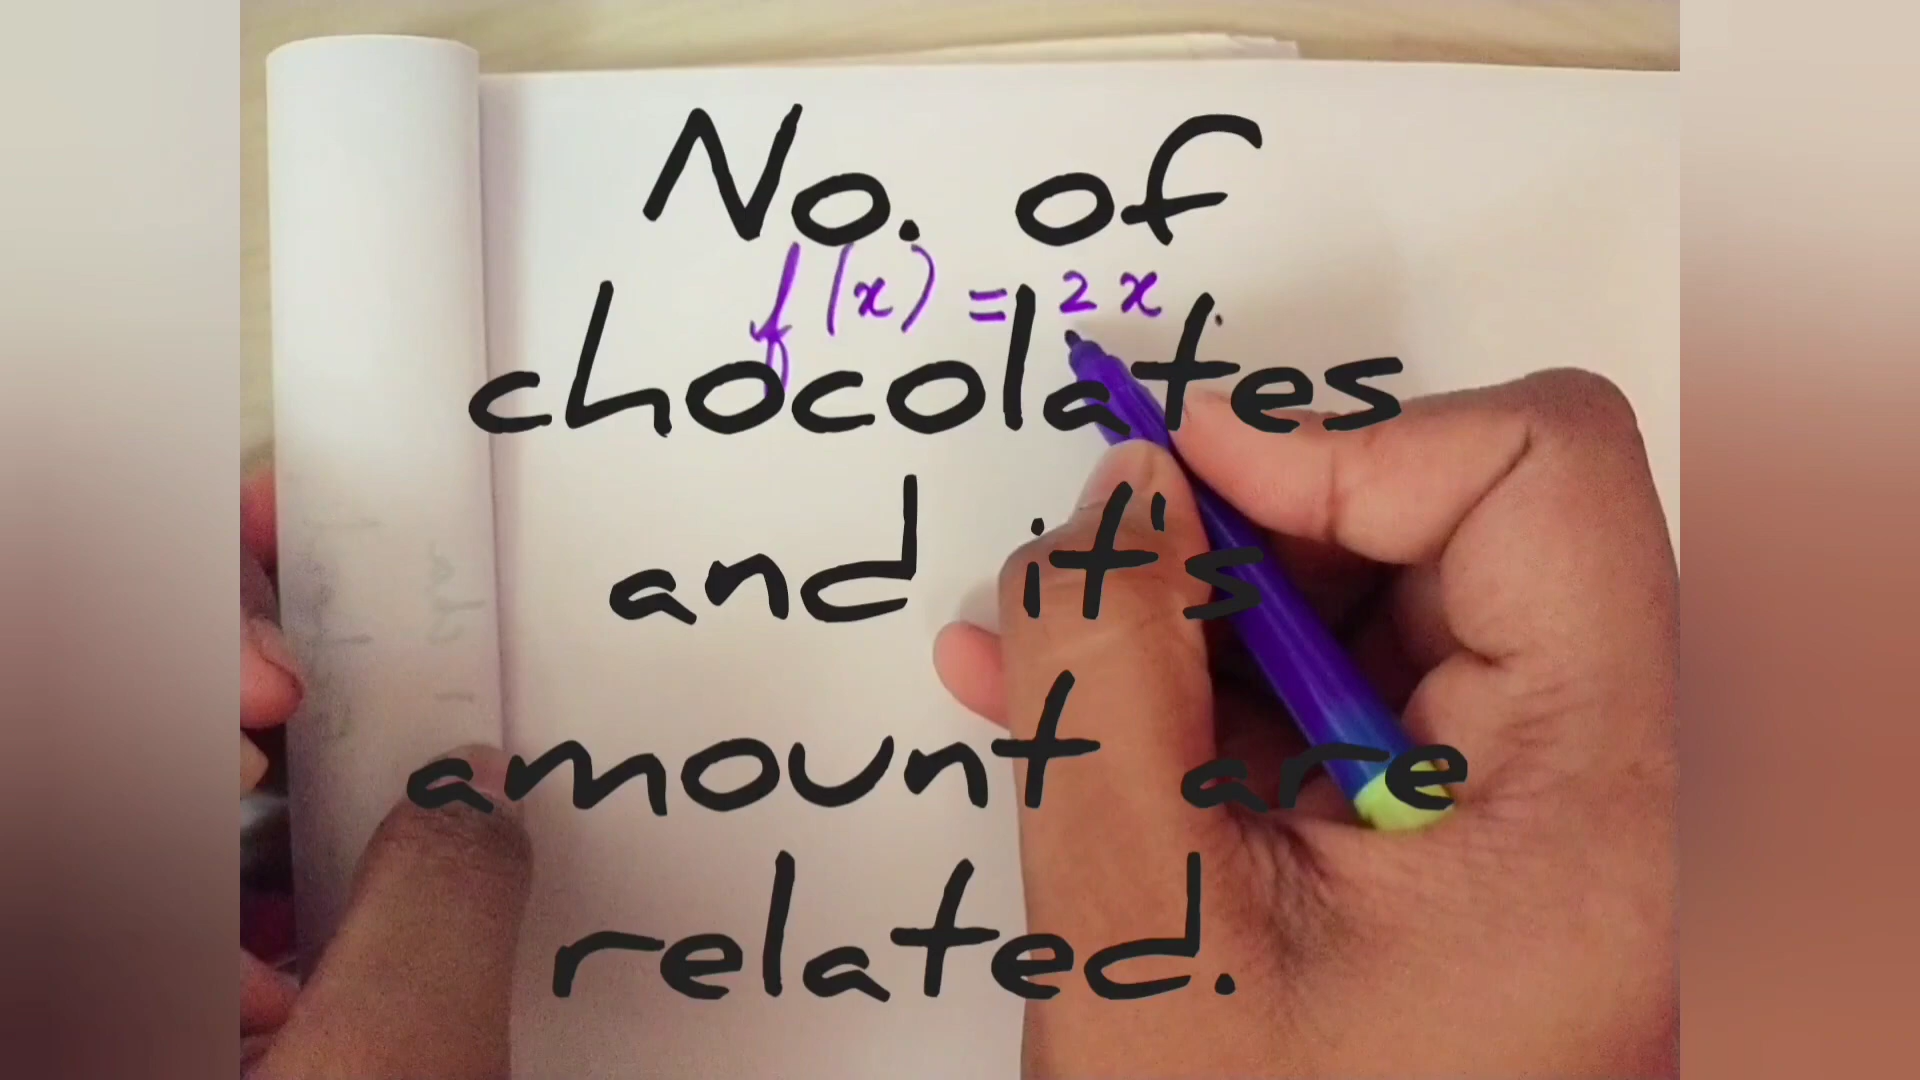 No. of
f(x) = 2x.
chocolates
and it's
amount are
related.